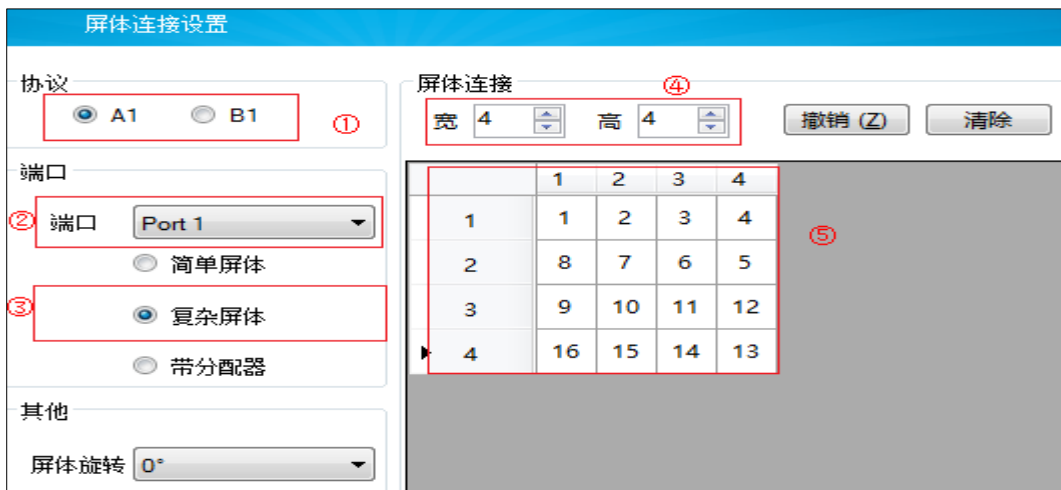 屏体连接设置
协议
A1 B1 ①
端口
② 端口 Port 1
简单屏体
③ 复杂屏体
带分配器
其他
屏体旋转 0°
屏体连接 ④
宽 4 高 4 撤销 (Z) 清除
1 2 3 4
1 1 2 3 4
⑤
2 8 7 6 5
3 9 10 11 12
4 16 15 14 13